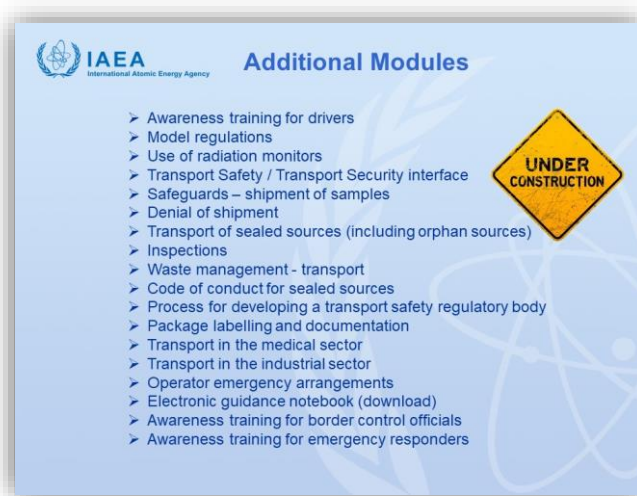 IAEA
International Atomic Energy Agency
Additional Modules
➢ Awareness training for drivers
➢ Model regulations
➢ Use of radiation monitors
➢ Transport Safety / Transport Security interface
➢ Safeguards – shipment of samples
➢ Denial of shipment
➢ Transport of sealed sources (including orphan sources)
➢ Inspections
➢ Waste management - transport
➢ Code of conduct for sealed sources
➢ Process for developing a transport safety regulatory body
➢ Package labelling and documentation
➢ Transport in the medical sector
➢ Transport in the industrial sector
➢ Operator emergency arrangements
➢ Electronic guidance notebook (download)
➢ Awareness training for border control officials
➢ Awareness training for emergency responders
UNDER
CONSTRUCTION